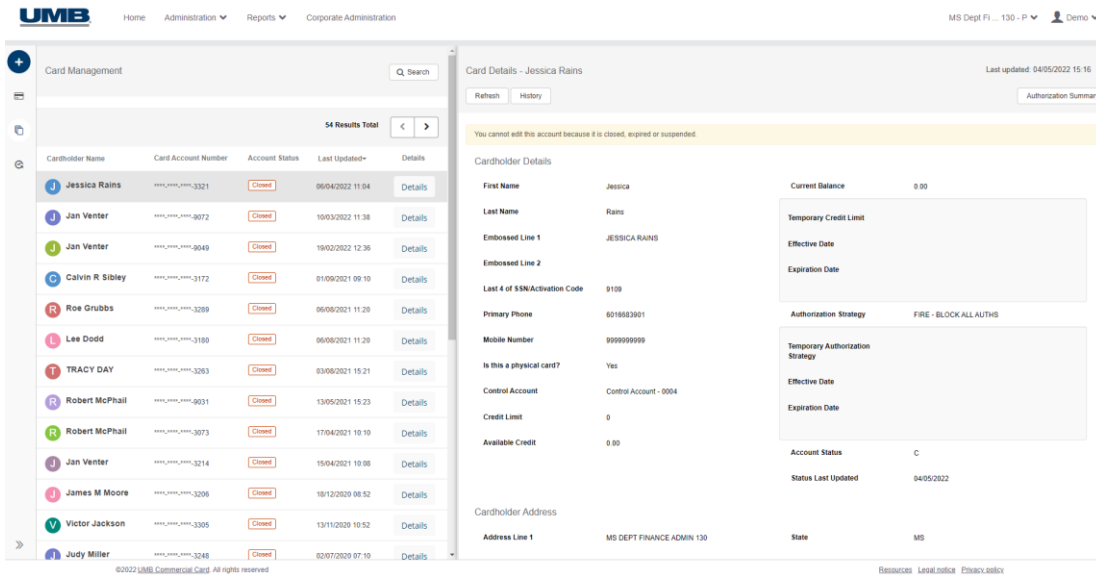 UMB Home Administration Reports Corporate Administration MS Dept Fi ... 130 - P Demo
Card Management Search
54 Results Total
Cardholder Name Card Account Number Account Status Last Updated Details
J Jessica Rains ****-****-****-3321 Closed 06/04/2022 11:04 Details
J Jan Venter ****-****-****-9072 Closed 10/03/2022 11:38 Details
J Jan Venter ****-****-****-9049 Closed 19/02/2022 12:36 Details
C Calvin R Sibley ****-****-****-3172 Closed 01/09/2021 09:10 Details
R Roe Grubbs ****-****-****-3289 Closed 06/08/2021 11:20 Details
L Lee Dodd ****-****-****-3180 Closed 06/08/2021 11:20 Details
T TRACY DAY ****-****-****-3263 Closed 03/08/2021 15:21 Details
R Robert McPhail ****-****-****-9031 Closed 13/05/2021 15:23 Details
R Robert McPhail ****-****-****-3073 Closed 17/04/2021 10:10 Details
J Jan Venter ****-****-****-3214 Closed 15/04/2021 10:08 Details
J James M Moore ****-****-****-3206 Closed 18/12/2020 08:52 Details
V Victor Jackson ****-****-****-3305 Closed 13/11/2020 10:52 Details
J Judy Miller ****-****-****-3248 Closed 02/07/2020 07:10 Details
Card Details - Jessica Rains Last updated: 04/05/2022 15:16
Refresh History Authorization Summar
You cannot edit this account because it is closed, expired or suspended.
Cardholder Details
First Name Jessica Current Balance 0.00
Last Name Rains Temporary Credit Limit
Embossed Line 1 JESSICA RAINS Effective Date
Embossed Line 2 Expiration Date
Last 4 of SSN/Activation Code 9109
Primary Phone 6016683901 Authorization Strategy FIRE - BLOCK ALL AUTHS
Mobile Number 9999999999 Temporary Authorization
Strategy
Is this a physical card? Yes
Effective Date
Control Account Control Account - 0004
Expiration Date
Credit Limit 0
Available Credit 0.00
Account Status C
Status Last Updated 04/05/2022
Cardholder Address
Address Line 1 MS DEPT FINANCE ADMIN 130 State MS
©2022 UMB Commercial Card. All rights reserved Resources Legal notice Privacy policy